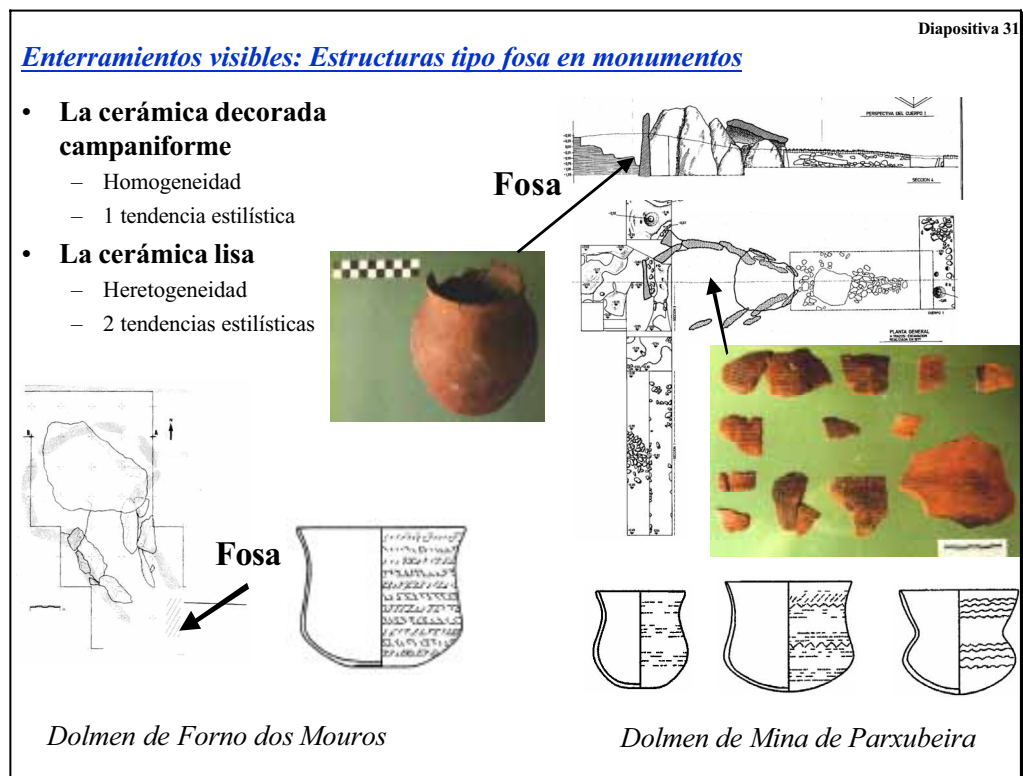 Diapositiva 31
Enterramientos visibles: Estructuras tipo fosa en monumentos
• La cerámica decorada
campaniforme
– Homogeneidad
– 1 tendencia estilística
• La cerámica lisa
– Heretogeneidad
– 2 tendencias estilísticas
PERSPECTIVA DEL CUERPO 1
SECCION 4
Fosa
CUERPO 1
PLANTA GENERAL
Fosa
Dolmen de Forno dos Mouros
Dolmen de Mina de Parxubeira